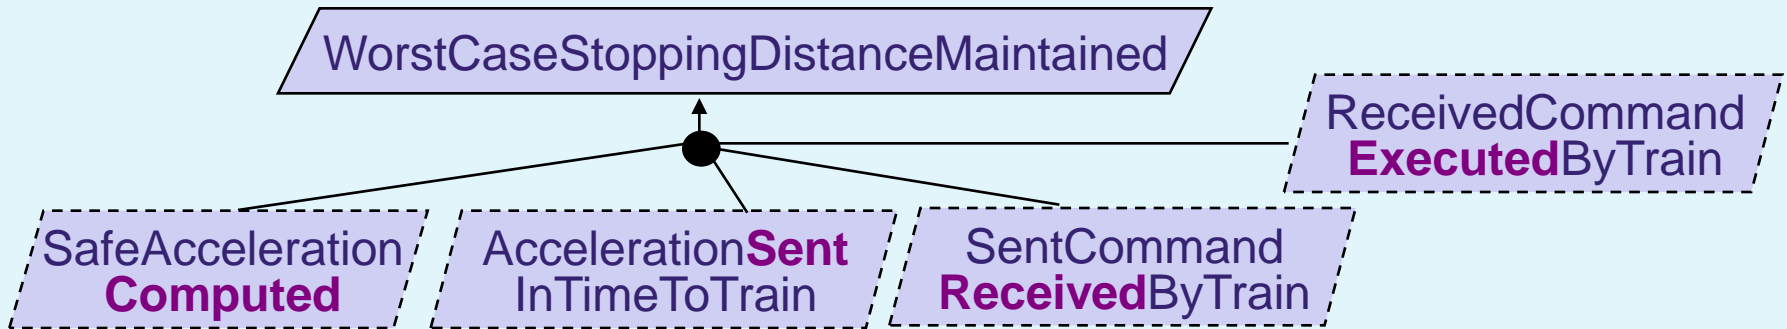 WorstCaseStoppingDistanceMaintained
ReceivedCommand
ExecutedByTrain
SafeAcceleration
Computed
AccelerationSent
InTimeToTrain
SentCommand
ReceivedByTrain